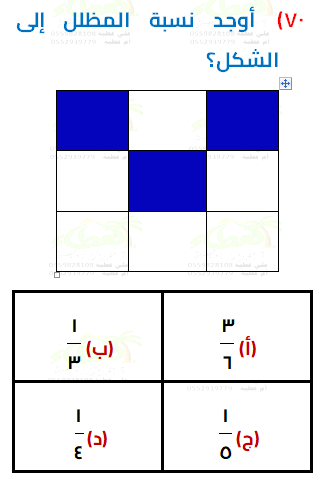 ٧٠) أوجد نسبة المظلل إلى
الشكل؟
(أ) ٣/٦
(ب) ١/٣
(ج) ١/٥
(د) ١/٤